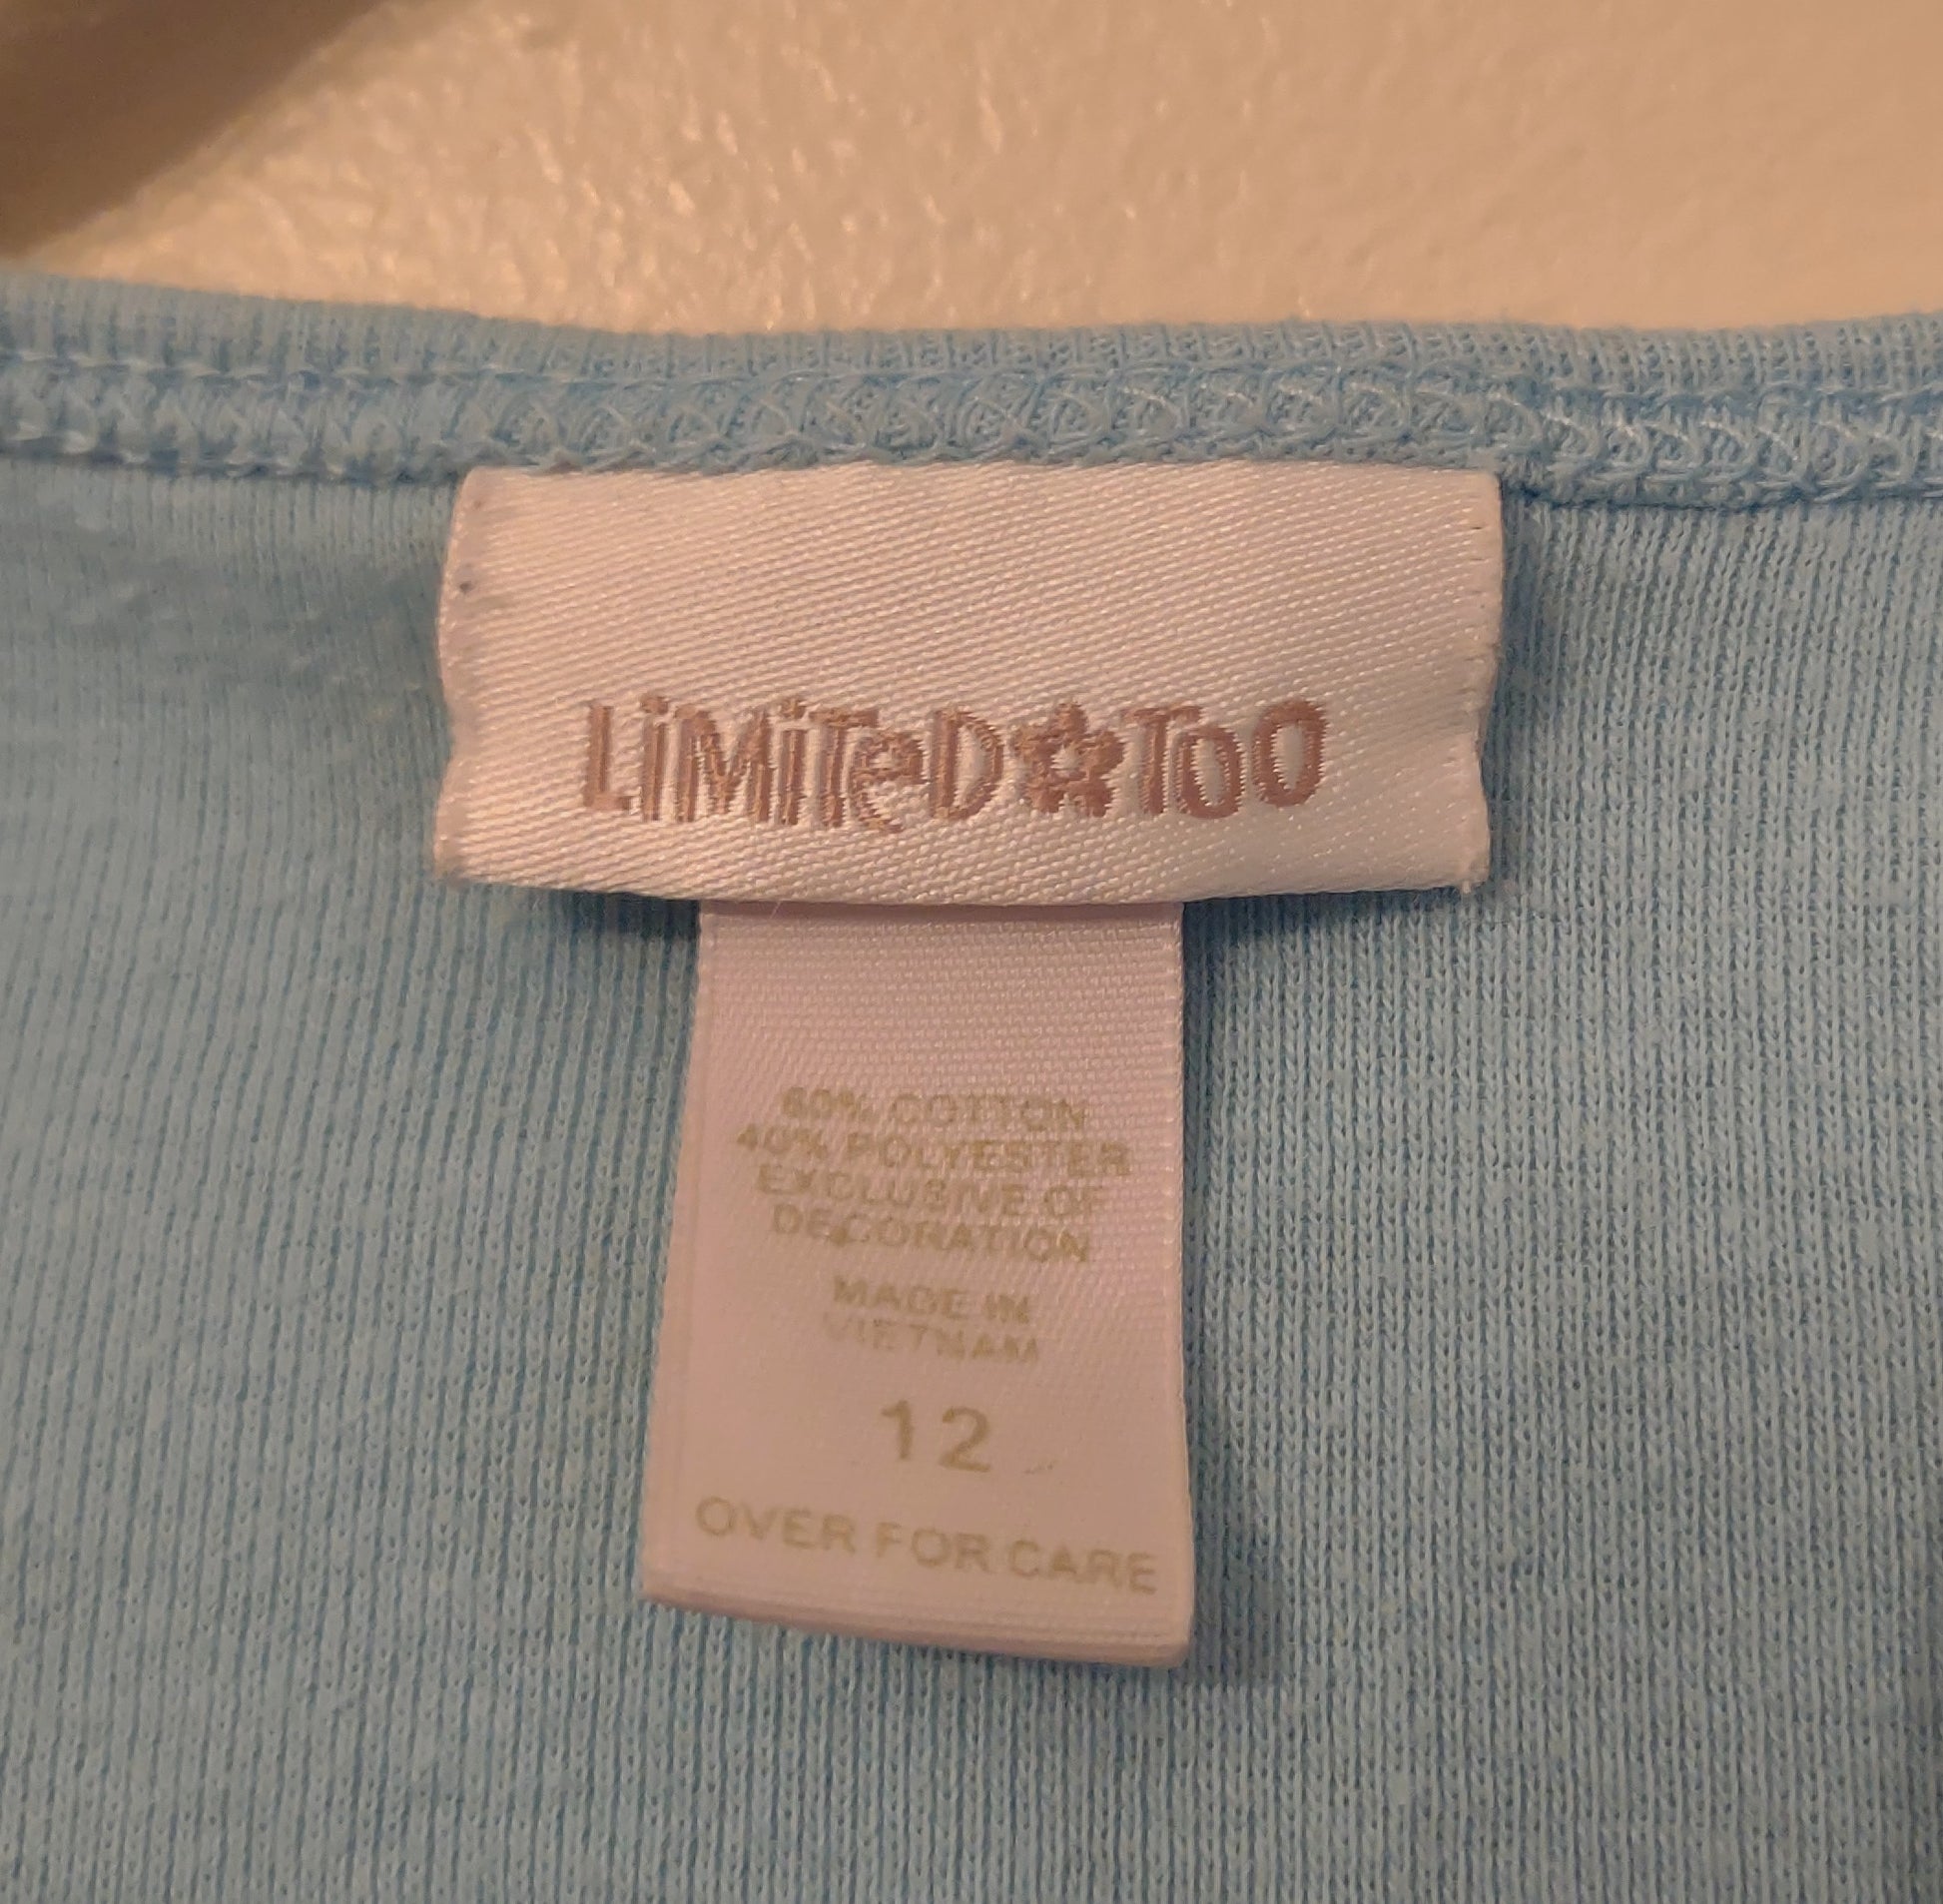 LiMiTeD TOO
60% COTTON
40% POLYESTER
EXCLUSIVE OF
DECORATION
MADE IN
VIETNAM
12
OVER FOR CARE